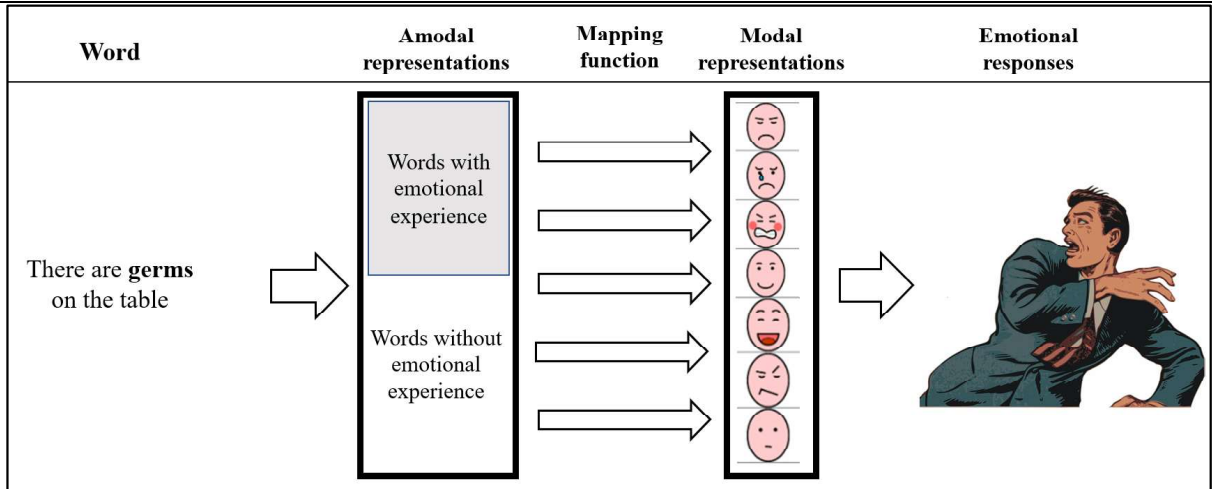 Word
Amodal
representations
Mapping
function
Modal
representations
Emotional
responses
There are germs
on the table
Words with
emotional
experience
Words without
emotional
experience